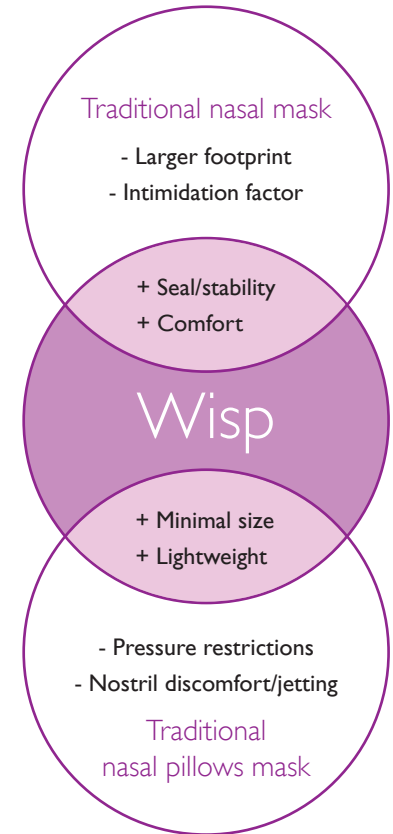 Traditional nasal mask
- Larger footprint
- Intimidation factor
+ Seal/stability
+ Comfort
Wisp
+ Minimal size
+ Lightweight
- Pressure restrictions
- Nostril discomfort/jetting
Traditional
nasal pillows mask